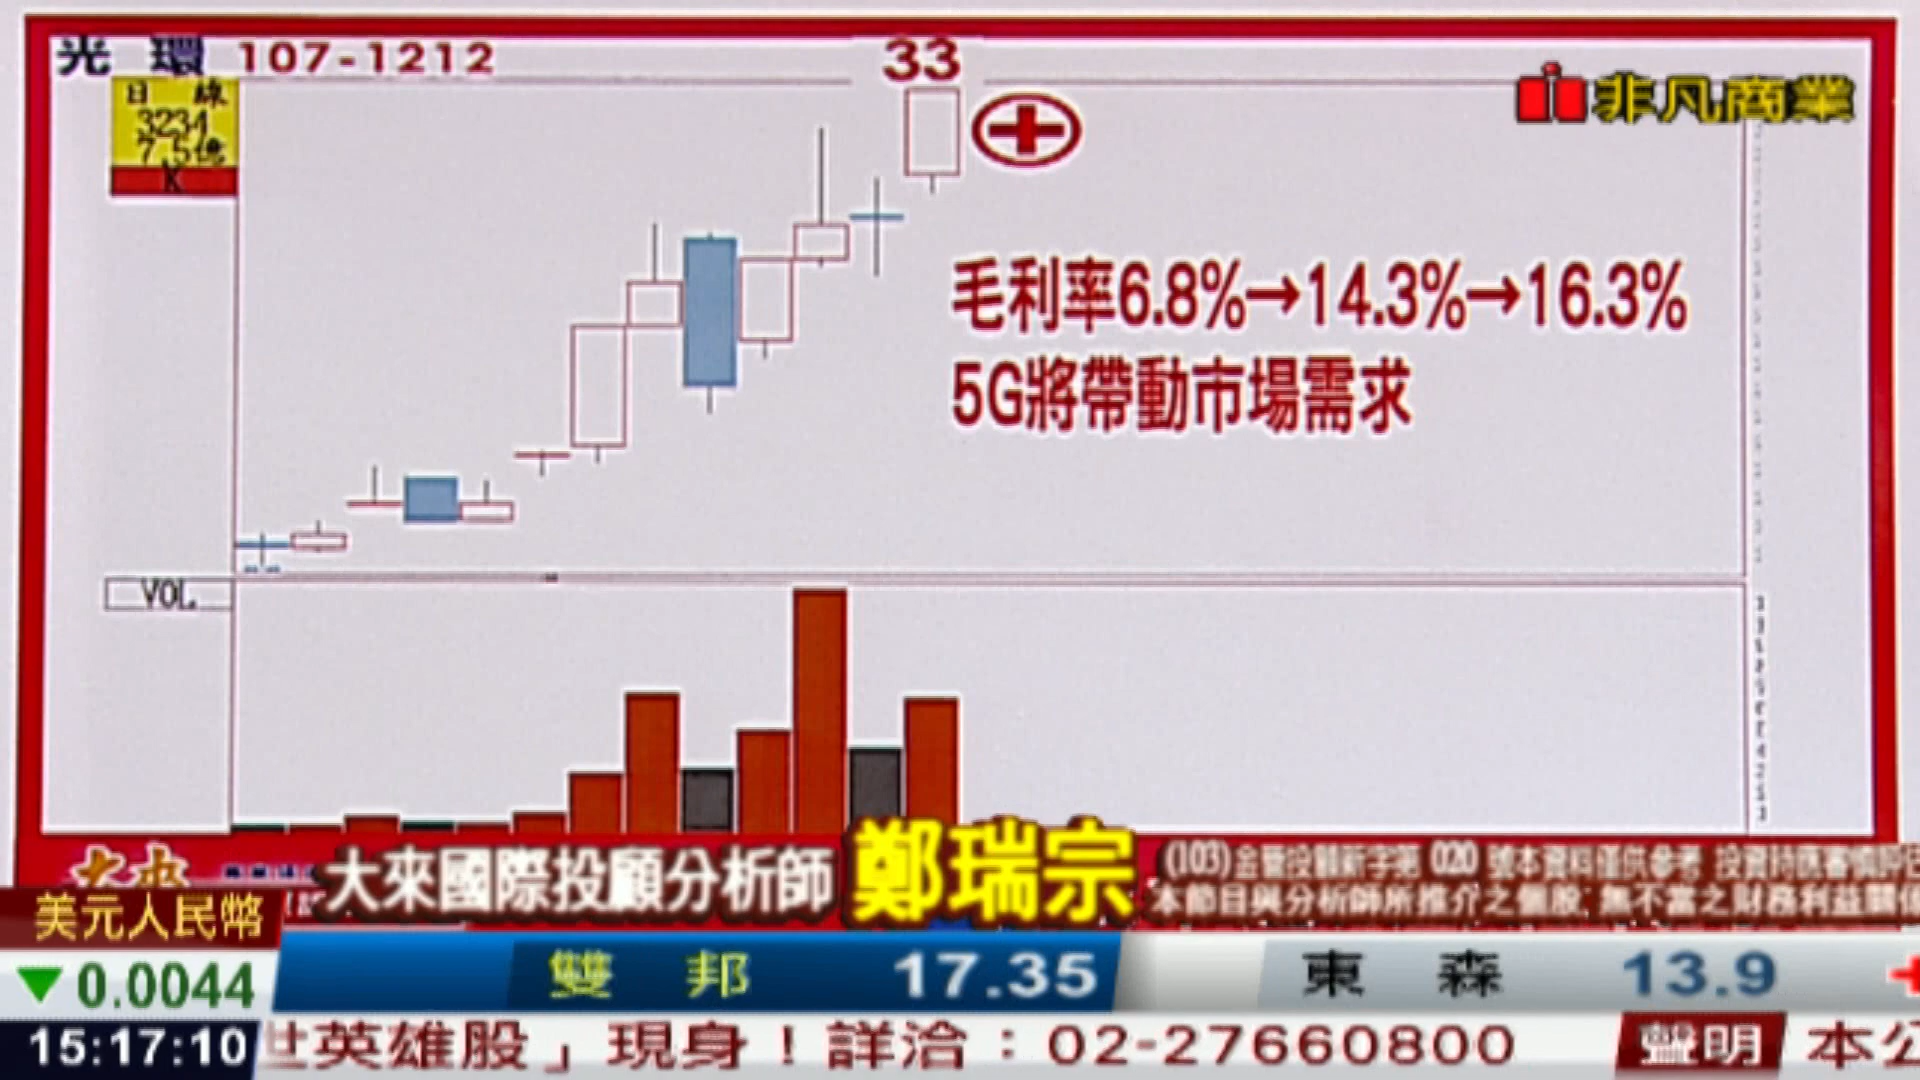 光環 107-1212
33
日線
3234
7.5億
K
非凡商業
毛利率6.8%→14.3%→16.3%
5G將帶動市場需求
VOL.
大來國際投顧分析師 鄭瑞宗
(103)金管投顧新字第 020 號本資料僅供參考 投資時應審慎評估
本節目與分析師所推介之個股 無不當之財務利益關係
美元人民幣
▼0.0044
雙邦 17.35 東森 13.9
15:17:10
世英雄股」現身！詳洽：02-27660800 聲明 本公